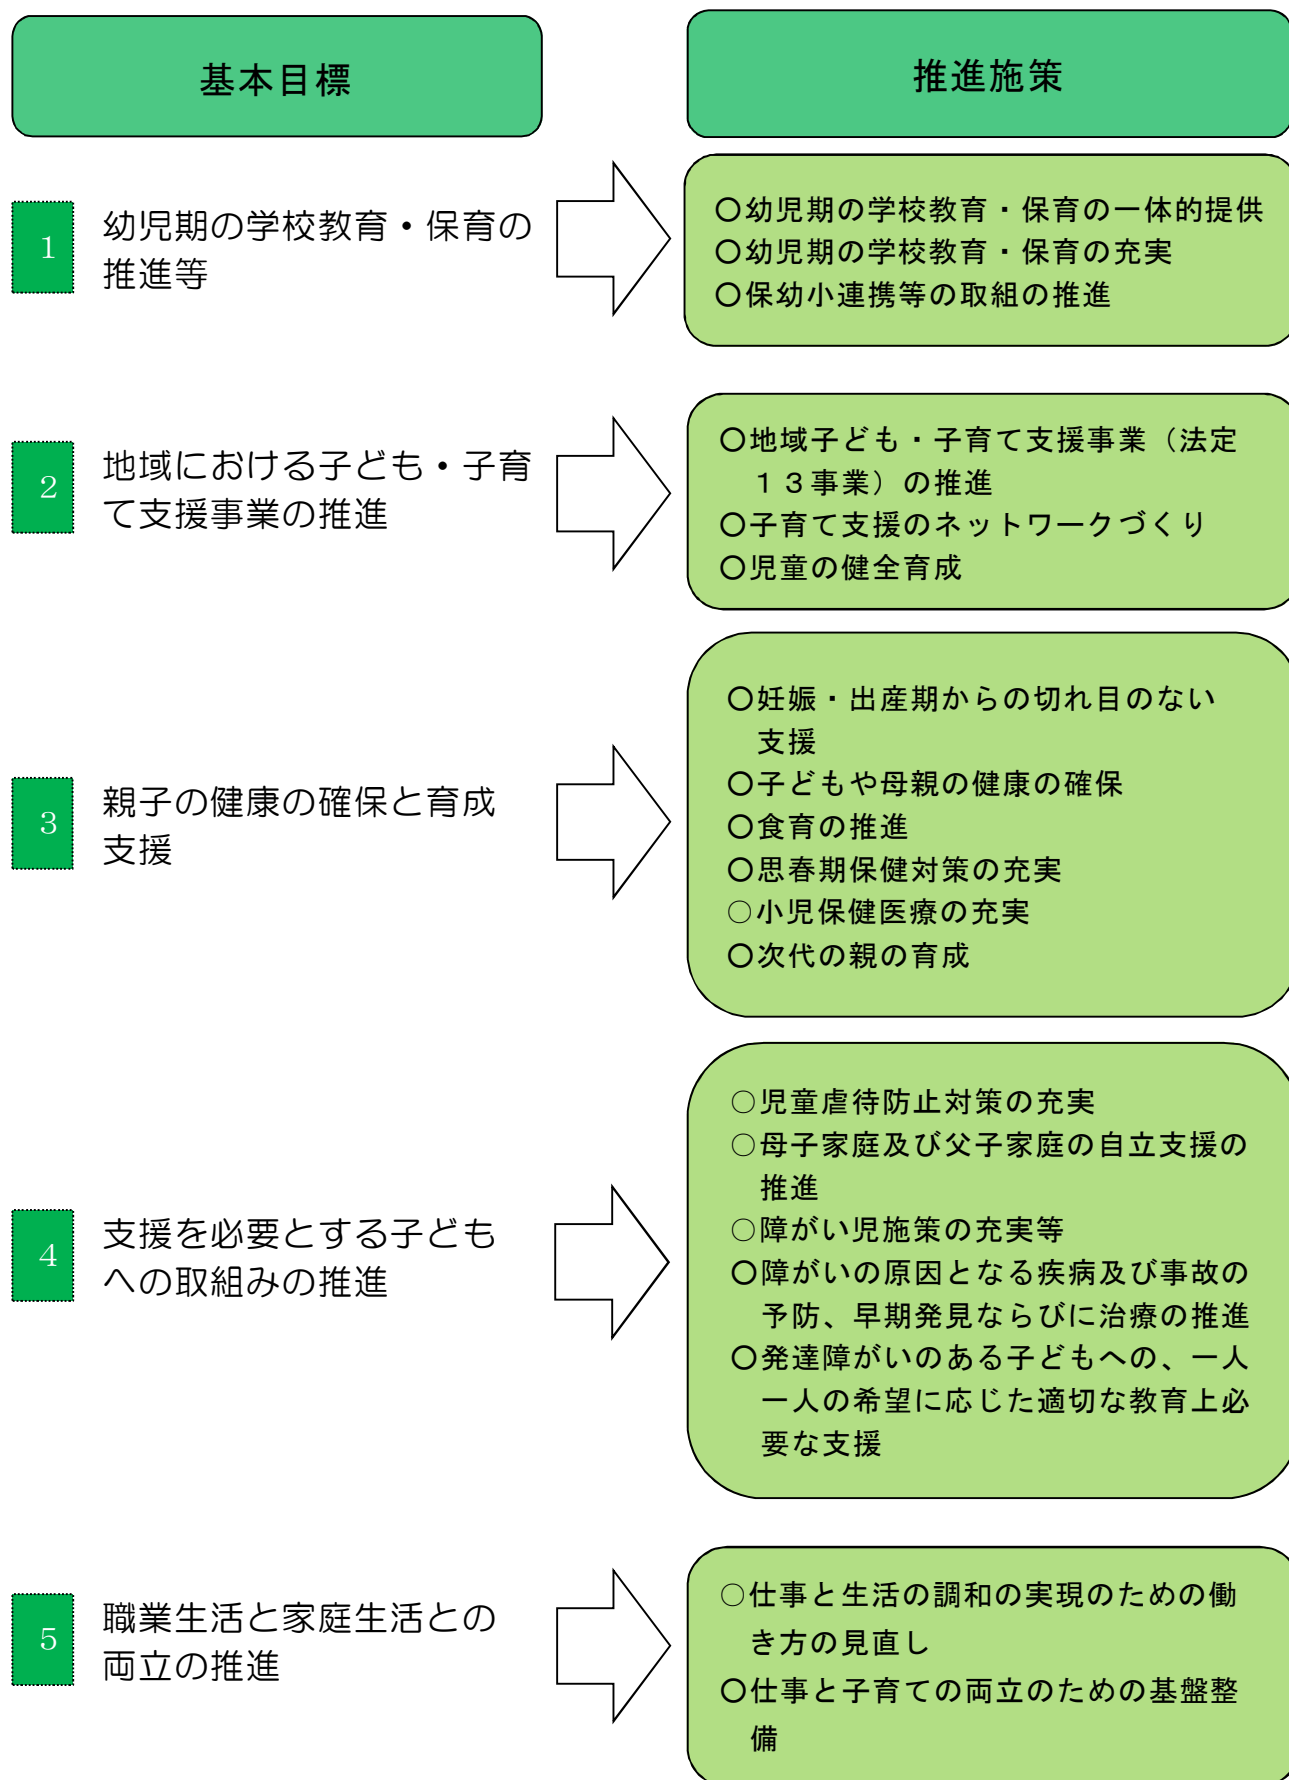 基本目標
推進施策
1
幼児期の学校教育・保育の
推進等
〇幼児期の学校教育・保育の一体的提供
〇幼児期の学校教育・保育の充実
〇保幼小連携等の取組の推進
2
地域における子ども・子育
て支援事業の推進
〇地域子ども・子育て支援事業（法定
１３事業）の推進
〇子育て支援のネットワークづくり
〇児童の健全育成
3
親子の健康の確保と育成
支援
〇妊娠・出産期からの切れ目のない
支援
〇子どもや母親の健康の確保
〇食育の推進
〇思春期保健対策の充実
○小児保健医療の充実
〇次代の親の育成
4
支援を必要とする子ども
への取組みの推進
○児童虐待防止対策の充実
○母子家庭及び父子家庭の自立支援の
推進
○障がい児施策の充実等
〇障がいの原因となる疾病及び事故の
予防、早期発見ならびに治療の推進
〇発達障がいのある子どもへの、一人
一人の希望に応じた適切な教育上必
要な支援
5
職業生活と家庭生活との
両立の推進
○仕事と生活の調和の実現のための働
き方の見直し
〇仕事と子育ての両立のための基盤整
備